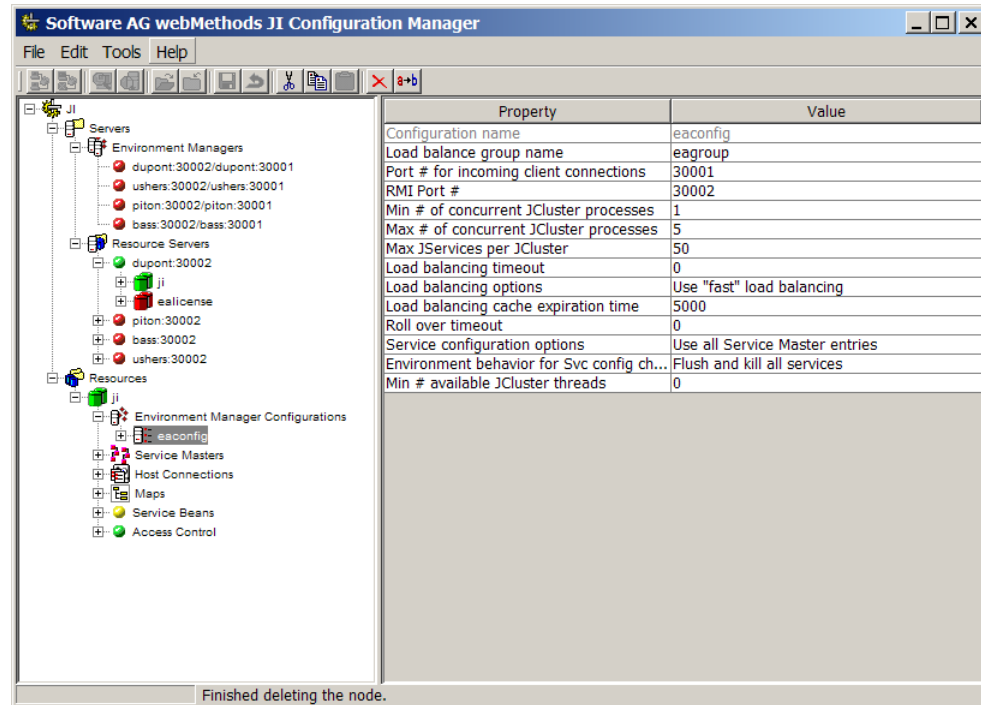 Software AG webMethods JI Configuration Manager
File Edit Tools Help
a→b
JI
Servers
Environment Managers
dupont:30002/dupont:30001
ushers:30002/ushers:30001
piton:30002/piton:30001
bass:30002/bass:30001
Resource Servers
dupont:30002
ji
ealicense
piton:30002
bass:30002
ushers:30002
Resources
ji
Environment Manager Configurations
eaconfig
Service Masters
Host Connections
Maps
Service Beans
Access Control
Property Value
Configuration name eaconfig
Load balance group name eagroup
Port # for incoming client connections 30001
RMI Port # 30002
Min # of concurrent JCluster processes 1
Max # of concurrent JCluster processes 5
Max JServices per JCluster 50
Load balancing timeout 0
Load balancing options Use "fast" load balancing
Load balancing cache expiration time 5000
Roll over timeout 0
Service configuration options Use all Service Master entries
Environment behavior for Svc config ch... Flush and kill all services
Min # available JCluster threads 0
Finished deleting the node.